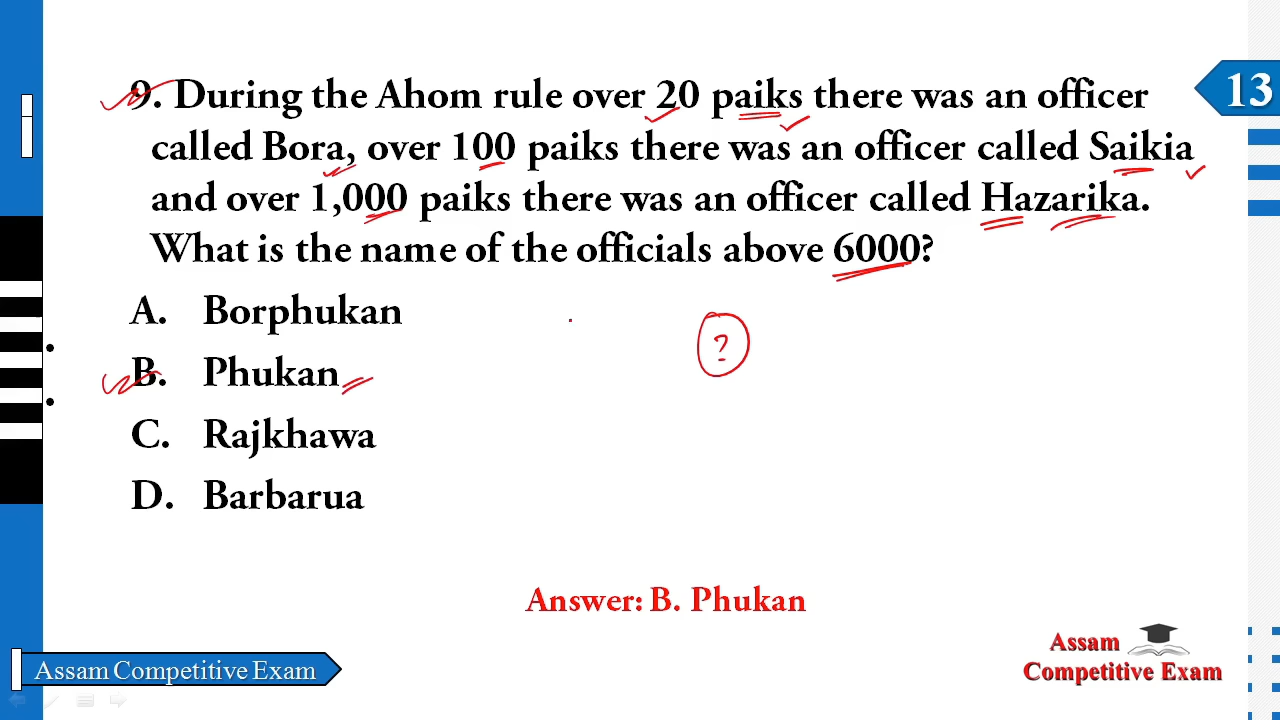 13
9. During the Ahom rule over 20 paiks there was an officer
called Bora, over 100 paiks there was an officer called Saikia
and over 1,000 paiks there was an officer called Hazarika.
What is the name of the officials above 6000?
A. Borphukan
?
B. Phukan
C. Rajkhawa
D. Barbarua
Answer: B. Phukan
Assam Competitive Exam
Assam
Competitive Exam